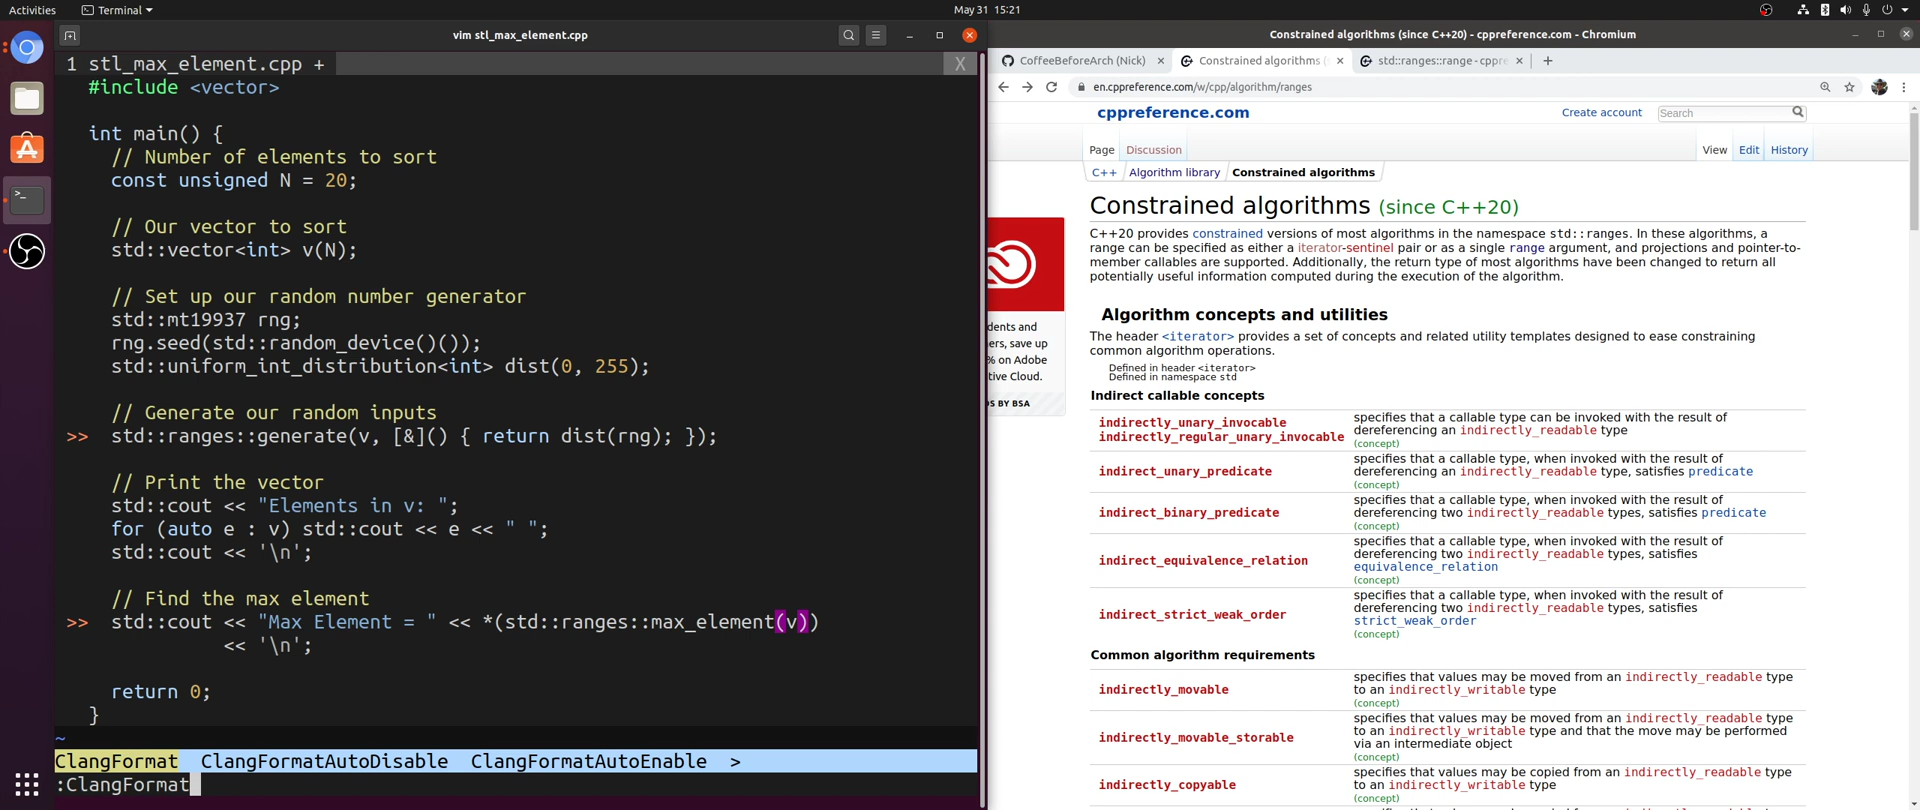 Activities
Terminal
May 31  15:21
vim stl_max_element.cpp
1 stl_max_element.cpp +
X
#include <vector>
int main() {
// Number of elements to sort
const unsigned N = 20;
// Our vector to sort
std::vector<int> v(N);
// Set up our random number generator
std::mt19937 rng;
rng.seed(std::random_device()());
std::uniform_int_distribution<int> dist(0, 255);
// Generate our random inputs
>> std::ranges::generate(v, [&]() { return dist(rng); });
// Print the vector
std::cout << "Elements in v: ";
for (auto e : v) std::cout << e << " ";
std::cout << '\n';
// Find the max element
>> std::cout << "Max Element = " << *(std::ranges::max_element(v))
<< '\n';
return 0;
}
~
ClangFormat  ClangFormatAutoDisable  ClangFormatAutoEnable  >
:ClangFormat
Constrained algorithms (since C++20) - cppreference.com - Chromium
CoffeeBeforeArch (Nick)
Constrained algorithms (
std::ranges::range - cppre
en.cppreference.com/w/cpp/algorithm/ranges
cppreference.com
Create account
Search
Page
Discussion
View
Edit
History
C++
Algorithm library
Constrained algorithms
Constrained algorithms (since C++20)
C++20 provides constrained versions of most algorithms in the namespace std::ranges. In these algorithms, a
range can be specified as either a iterator-sentinel pair or as a single range argument, and projections and pointer-to-
member callables are supported. Additionally, the return type of most algorithms have been changed to return all
potentially useful information computed during the execution of the algorithm.
Algorithm concepts and utilities
The header <iterator> provides a set of concepts and related utility templates designed to ease constraining
common algorithm operations.
Defined in header <iterator>
Defined in namespace std
Indirect callable concepts
indirectly_unary_invocable
indirectly_regular_unary_invocable
specifies that a callable type can be invoked with the result of
dereferencing an indirectly_readable type
(concept)
indirect_unary_predicate
specifies that a callable type, when invoked with the result of
dereferencing an indirectly_readable type, satisfies predicate
(concept)
indirect_binary_predicate
specifies that a callable type, when invoked with the result of
dereferencing two indirectly_readable types, satisfies predicate
(concept)
indirect_equivalence_relation
specifies that a callable type, when invoked with the result of
dereferencing two indirectly_readable types, satisfies
equivalence_relation
(concept)
indirect_strict_weak_order
specifies that a callable type, when invoked with the result of
dereferencing two indirectly_readable types, satisfies
strict_weak_order
(concept)
Common algorithm requirements
indirectly_movable
specifies that values may be moved from an indirectly_readable type
to an indirectly_writable type
(concept)
indirectly_movable_storable
specifies that values may be moved from an indirectly_readable type
to an indirectly_writable type and that the move may be performed
via an intermediate object
(concept)
indirectly_copyable
specifies that values may be copied from an indirectly_readable type
to an indirectly_writable type
(concept)
dents and
ers, save up
% on Adobe
tive Cloud.
DS BY BSA